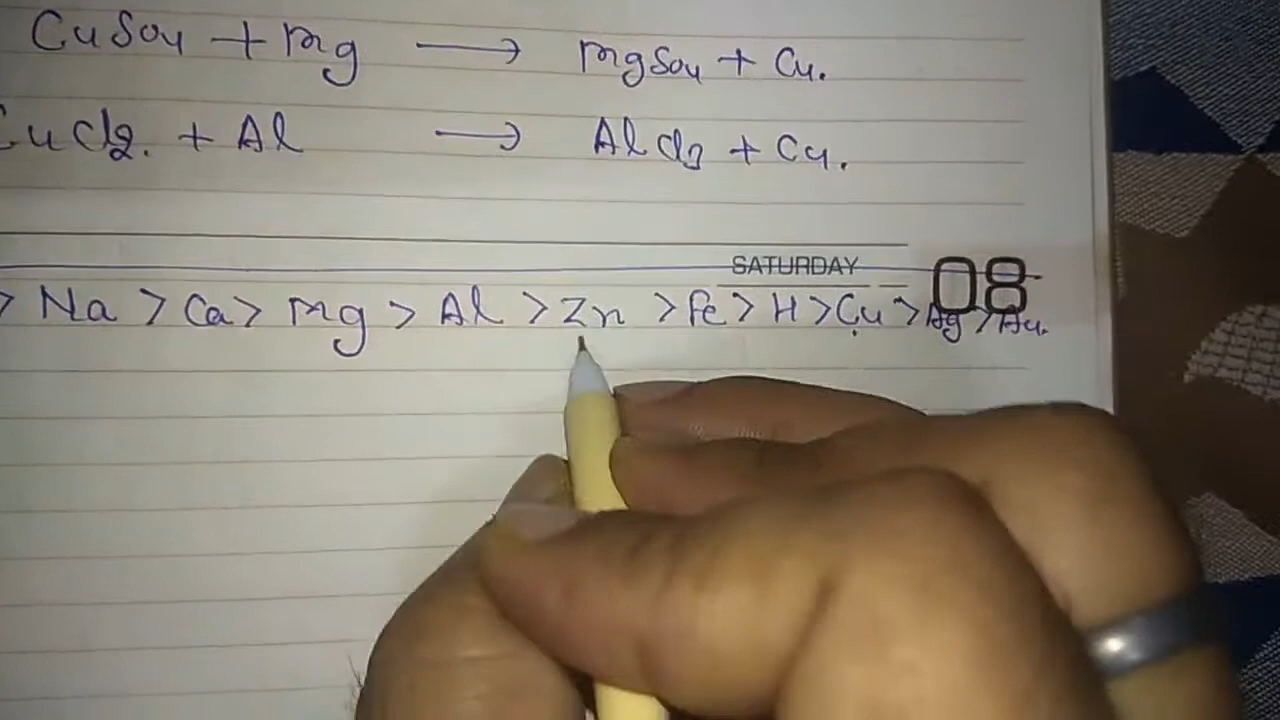 CuSO4 + Mg → MgSO4 + Cu.
CuCl2. + Al → AlCl3 + Cu.
SATURDAY 08
> Na > Ca > Mg > Al > Zn > Fe > H > Cu > Ag > Au.